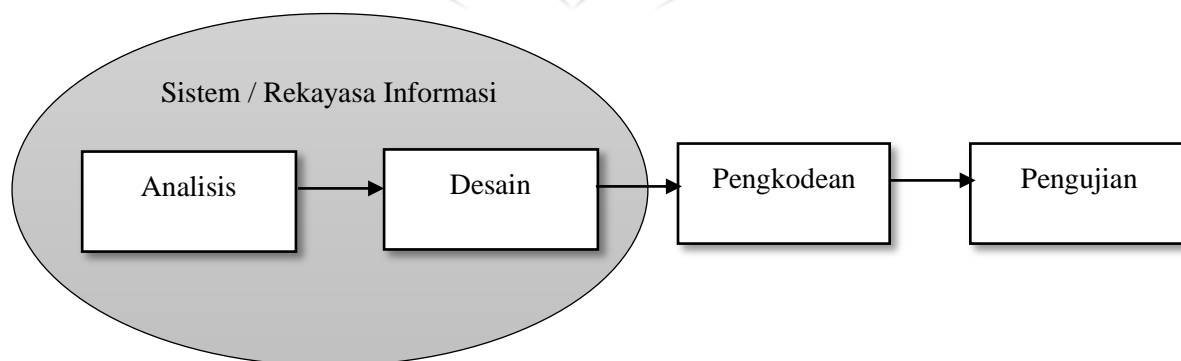 Sistem / Rekayasa Informasi
Analisis
Desain
Pengkodean
Pengujian